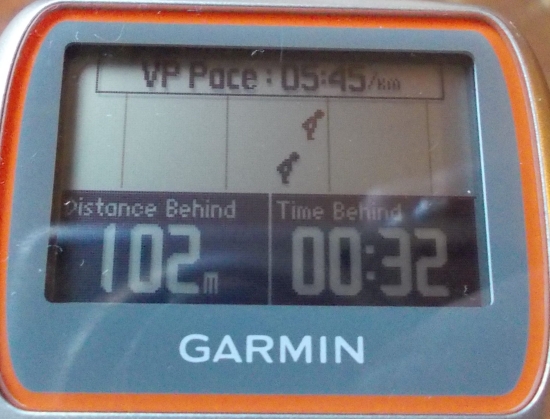 VP Pace : 05:45/km
Distance Behind Time Behind
102m 00:32
GARMIN